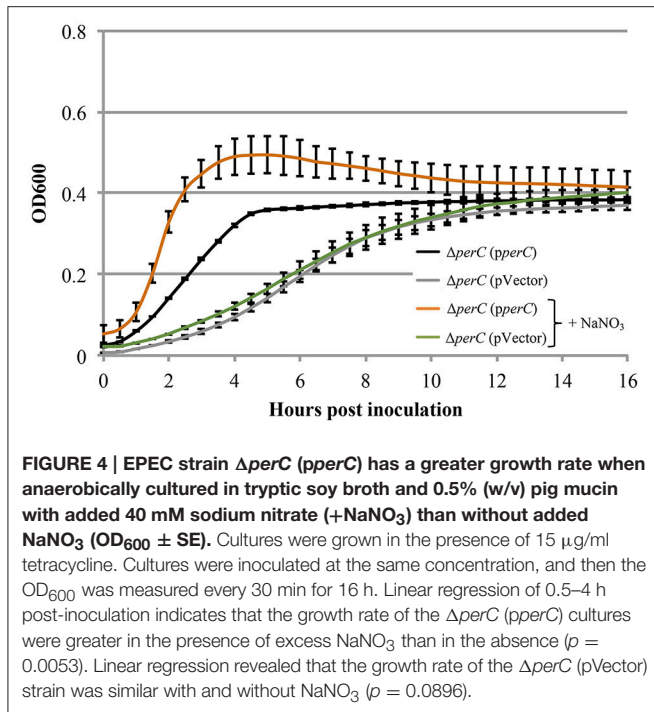 0.8
0.6
0.4
0.2
0
OD600
0 2 4 6 8 10 12 14 16
Hours post inoculation
ΔperC (pperC)
ΔperC (pVector)
ΔperC (pperC)
ΔperC (pVector)
+ NaNO₃
FIGURE 4 | EPEC strain ΔperC (pperC) has a greater growth rate when
anaerobically cultured in tryptic soy broth and 0.5% (w/v) pig mucin
with added 40 mM sodium nitrate (+NaNO₃) than without added
NaNO₃ (OD₆₀₀ ± SE). Cultures were grown in the presence of 15 μg/ml
tetracycline. Cultures were inoculated at the same concentration, and then the
OD₆₀₀ was measured every 30 min for 16 h. Linear regression of 0.5–4 h
post-inoculation indicates that the growth rate of the ΔperC (pperC) cultures
were greater in the presence of excess NaNO₃ than in the absence (p =
0.0053). Linear regression revealed that the growth rate of the ΔperC (pVector)
strain was similar with and without NaNO₃ (p = 0.0896).